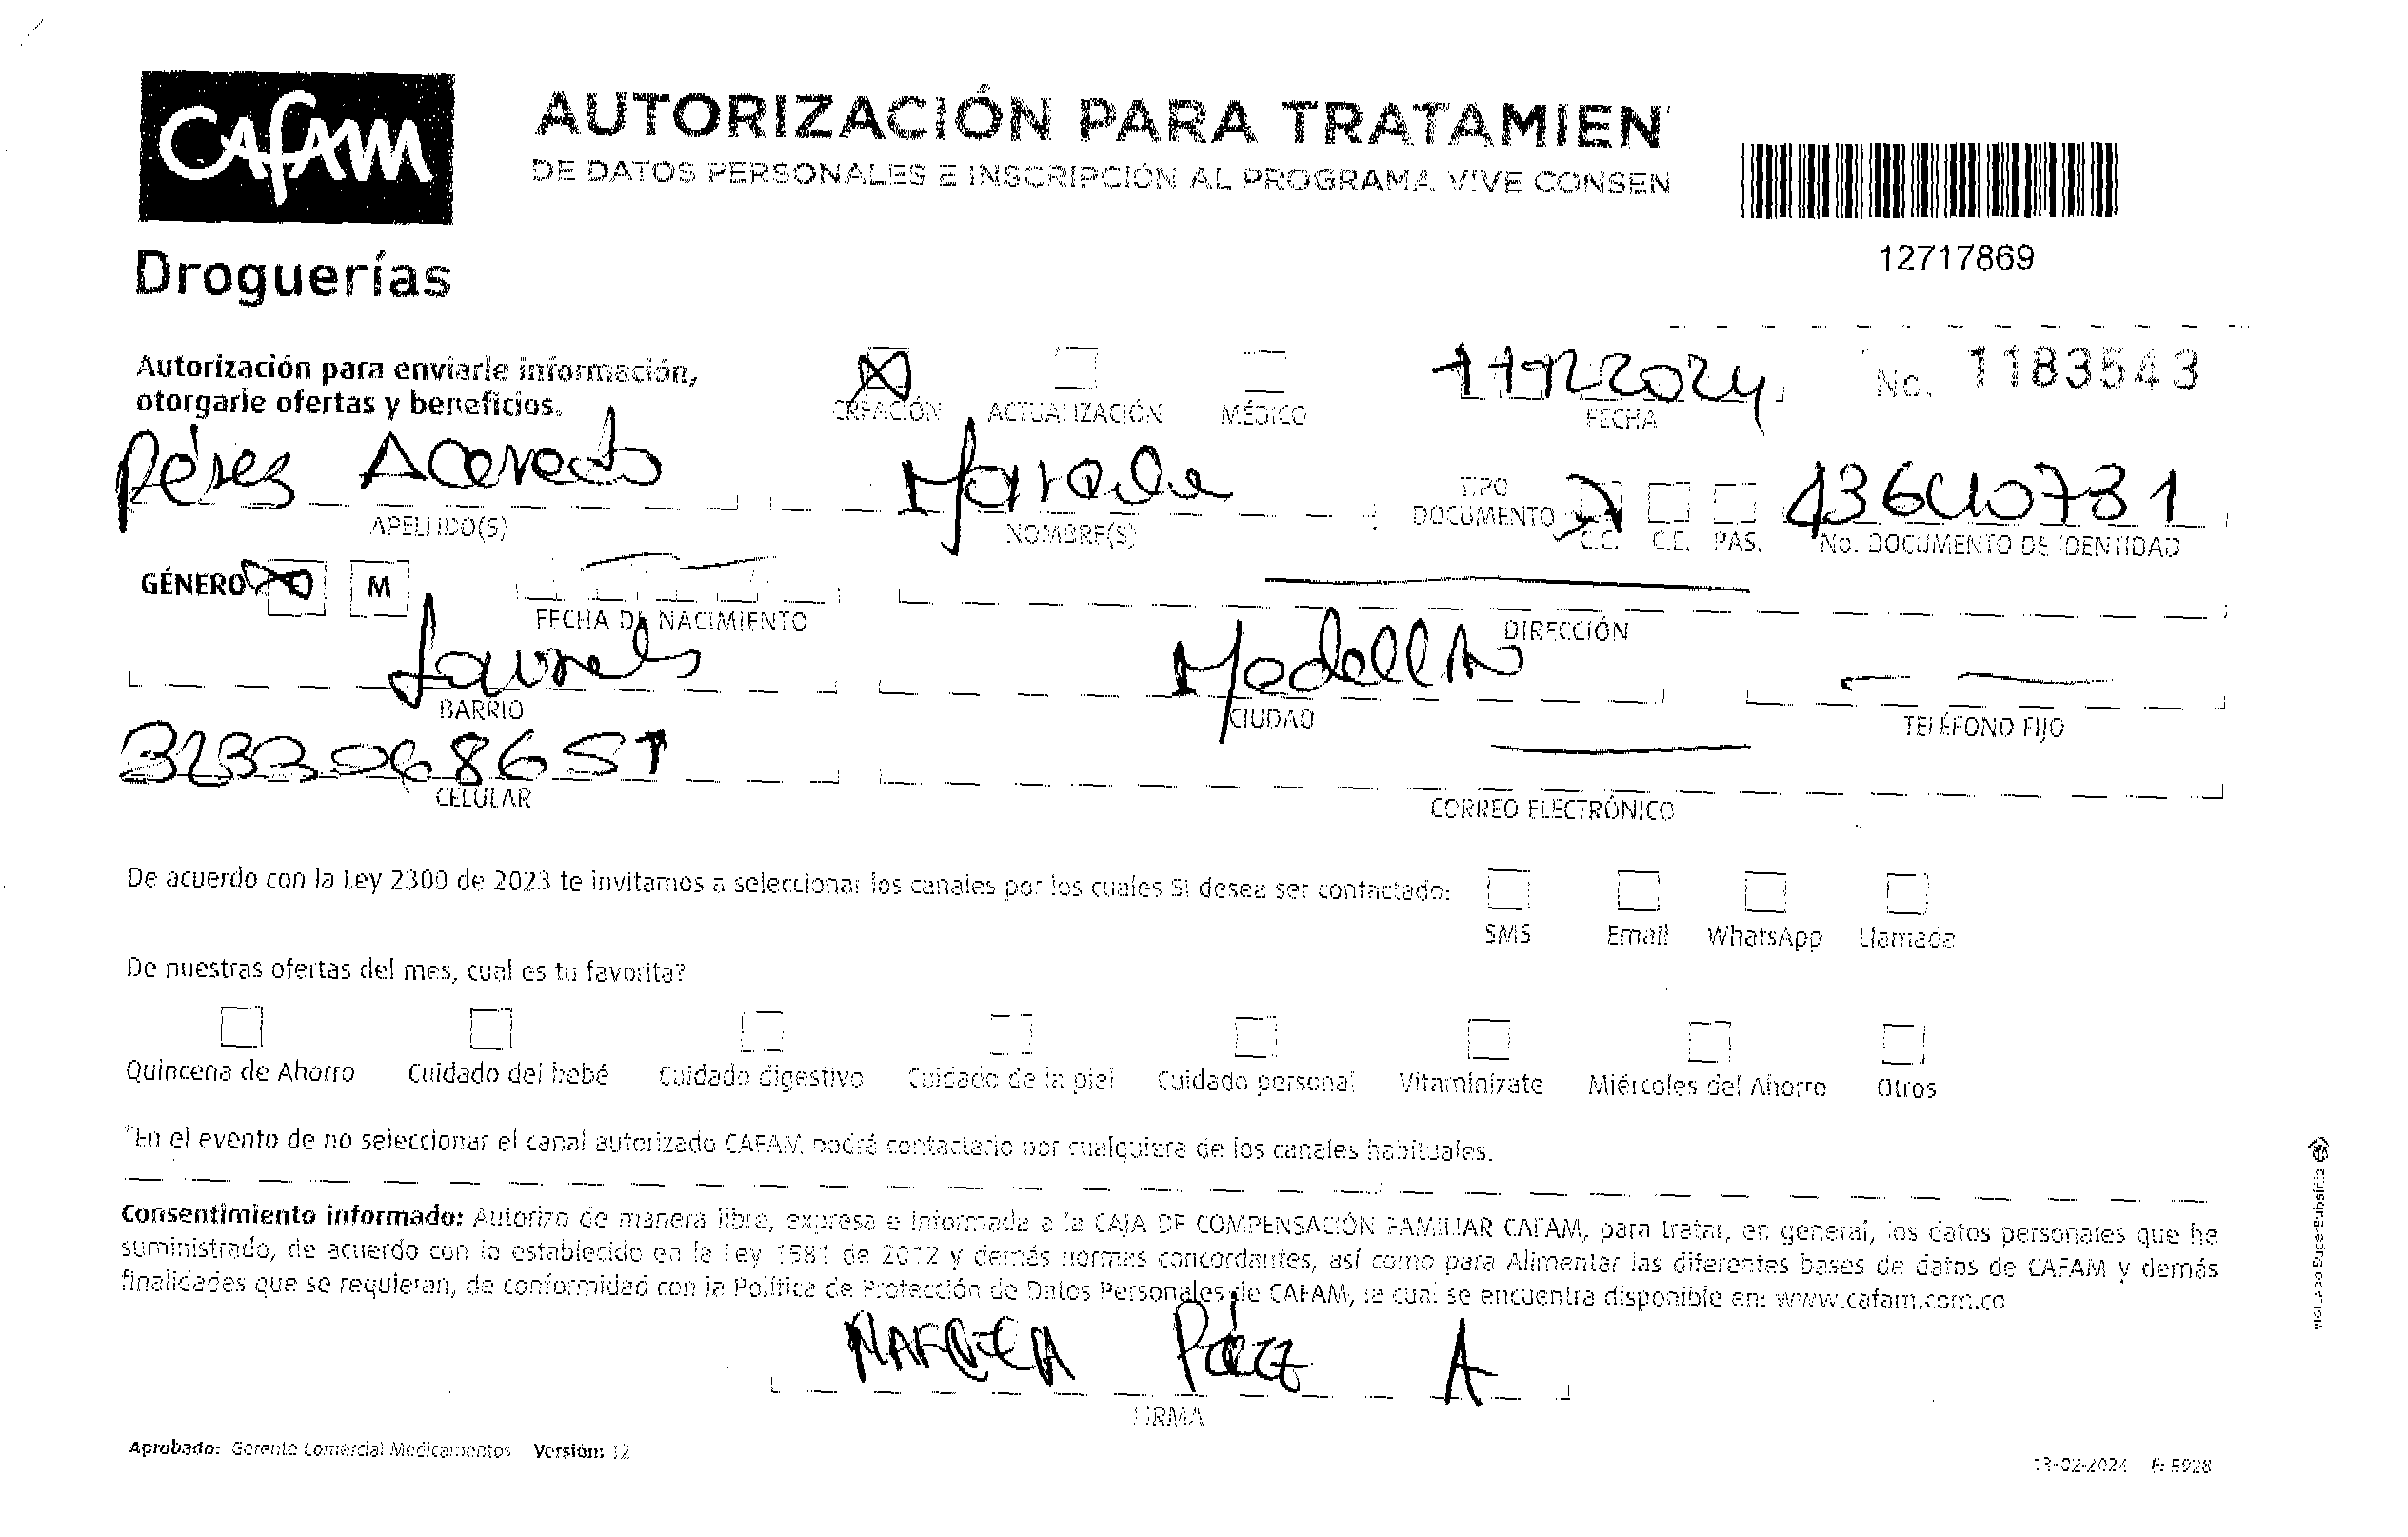 CAFAM
Droguerías
AUTORIZACIÓN PARA TRATAMIEN
DE DATOS PERSONALES E INSCRIPCIÓN AL PROGRAMA VIVE CONSEN
12717869
Autorización para enviarle información,
otorgarle ofertas y beneficios.
CREACIÓN ACTUALIZACIÓN MÉDICO
11122024
FECHA
No. 1183543
Péres Acevedo
APELLIDO(S)
NOMBRE(S)
TIPO
DOCUMENTO
C.C. C.E. PAS.
No. DOCUMENTO DE IDENTIDAD
GÉNERO M
FECHA DE NACIMIENTO
DIRECCIÓN
Laureles
BARRIO
Medellín
CIUDAD
TELÉFONO FIJO
CELULAR
CORREO ELECTRÓNICO
De acuerdo con la Ley 2300 de 2023 te invitamos a seleccionar los canales por los cuales SI desea ser contactado:
SMS Email WhatsApp Llamada
De nuestras ofertas del mes, cual es tu favorita?
Quincena de Ahorro Cuidado del bebé Cuidado digestivo Cuidado de la piel Cuidado personal Vitamínizate Miércoles del Ahorro Otros
*En el evento de no seleccionar el canal autorizado CAFAM podrá contactarlo por cualquiera de los canales habituales.
Consentimiento informado: Autorizo de manera libre, expresa e informada a la CAJA DE COMPENSACIÓN FAMILIAR CAFAM, para tratar, en general, los datos personales que he
suministrado, de acuerdo con lo establecido en la Ley 1581 de 2012 y demás normas concordantes, así como para Alimentar las diferentes bases de datos de CAFAM y demás
finalidades que se requieran, de conformidad con la Política de Protección de Datos Personales de CAFAM, la cual se encuentra disponible en: www.cafam.com.co
Pérez A
FIRMA
Aprobado: Gerente Comercial Medicamentos Versión: 12
13-02-2024 F: 5928
VIGILADO SuperSubsidio